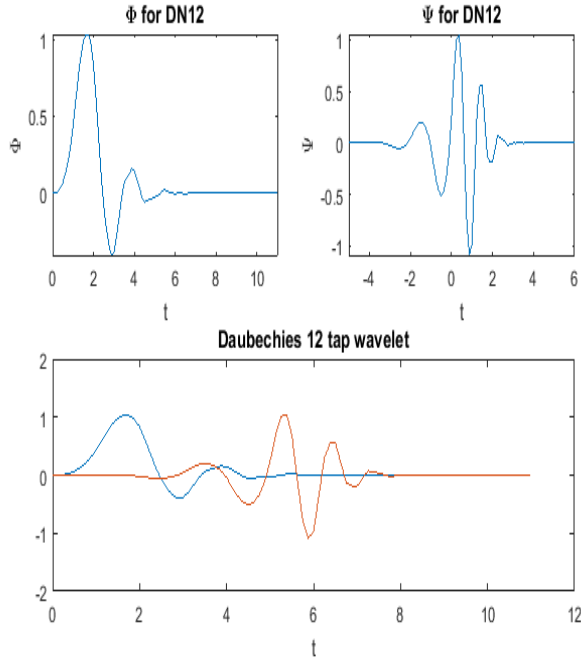 Φ for DN12
1
0.5
0
Φ
0 2 4 6 8 10
t
Ψ for DN12
1
0.5
0
-0.5
-1
Ψ
-4 -2 0 2 4 6
t
Daubechies 12 tap wavelet
2
1
0
-1
-2
0 2 4 6 8 10 12
t